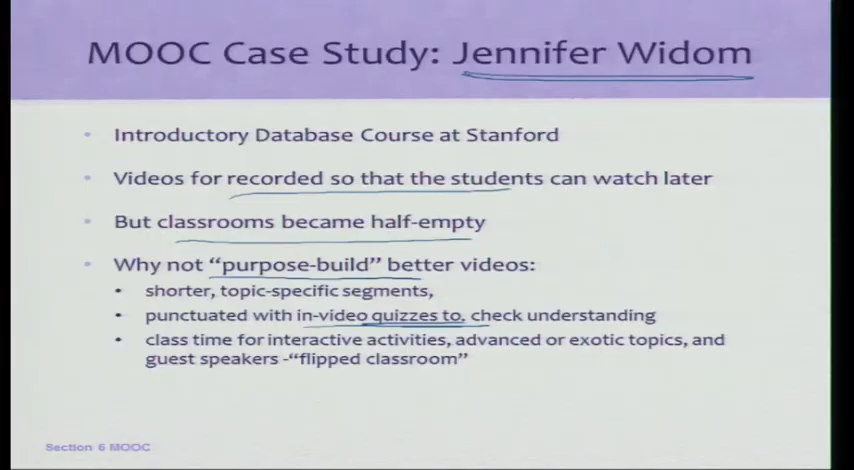 MOOC Case Study: Jennifer Widom
• Introductory Database Course at Stanford
• Videos for recorded so that the students can watch later
• But classrooms became half-empty
• Why not “purpose-build” better videos:
• shorter, topic-specific segments,
• punctuated with in-video quizzes to. check understanding
• class time for interactive activities, advanced or exotic topics, and
guest speakers -“flipped classroom”
Section 6 MOOC